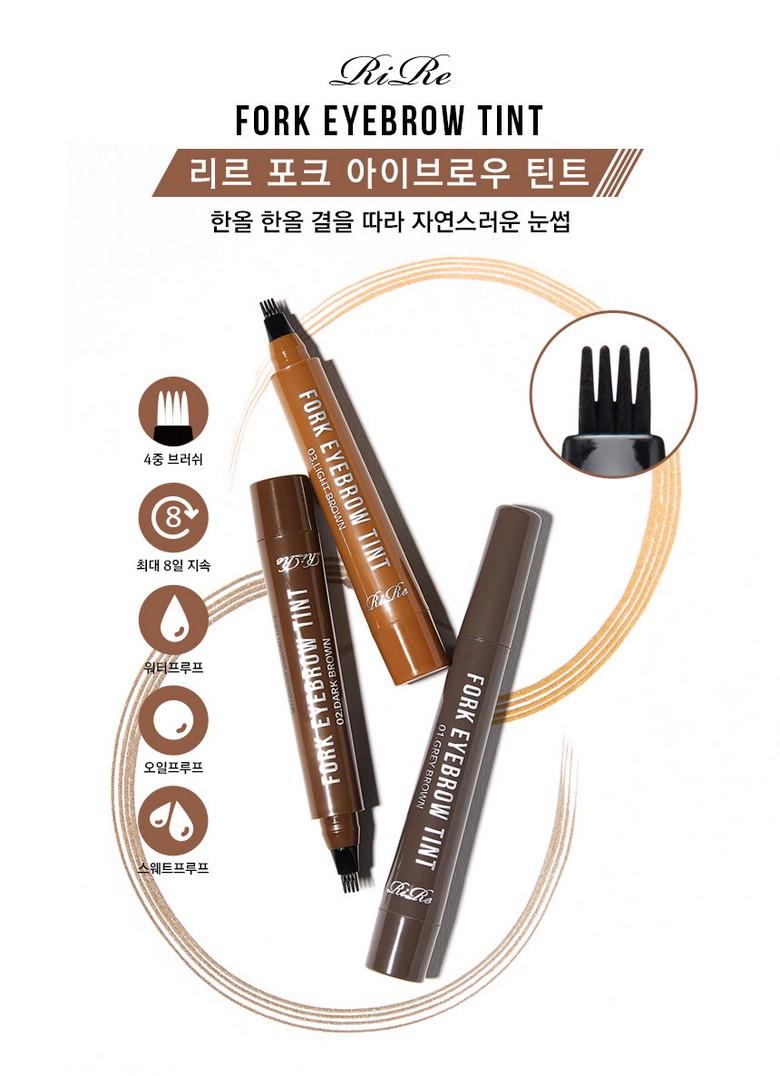 RiRe
FORK EYEBROW TINT
리르 포크 아이브로우 틴트
한올 한올 결을 따라 자연스러운 눈썹
4중 브러쉬
8
최대 8일 지속
워터프루프
오일프루프
스웨트프루프
FORK EYEBROW TINT
03.LIGHT BROWN
RiRe
RiRe
FORK EYEBROW TINT
02.DARK BROWN
FORK EYEBROW TINT
01.GREY BROWN
RiRe